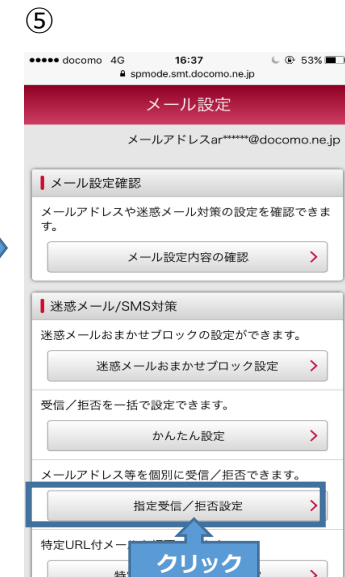 ⑤
docomo 4G 16:37 53%
spmode.smt.docomo.ne.jp
メール設定
メールアドレスar******@docomo.ne.jp
メール設定確認
メールアドレスや迷惑メール対策の設定を確認できま
す。
メール設定内容の確認
迷惑メール/SMS対策
迷惑メールおまかせブロックの設定ができます。
迷惑メールおまかせブロック設定
受信／拒否を一括で設定できます。
かんたん設定
メールアドレス等を個別に受信／拒否できます。
指定受信／拒否設定
特定URL付メー
クリック